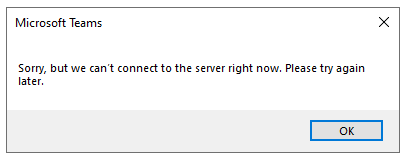 Microsoft Teams
Sorry, but we can't connect to the server right now. Please try again
later.
OK